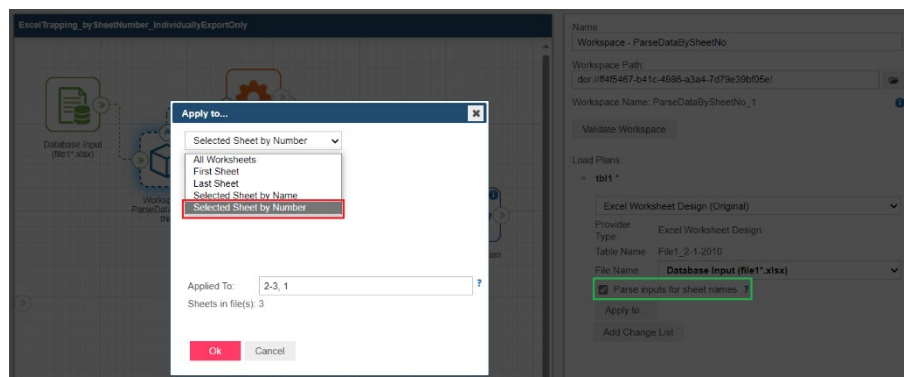 ExcelTrapping_bySheetNumber_IndividuallyExportOnly
Database Input
(file1*.xlsx)
Apply to...
Selected Sheet by Number
All Worksheets
First Sheet
Last Sheet
Selected Sheet by Name
Selected Sheet by Number
Applied To: 2-3, 1 ?
Sheets in file(s): 3
Ok Cancel
Name:
Workspace - ParseDataBySheetNo
Workspace Path
dor://ff4f5467-b41c-4986-a3a4-7d79e39bf05e/
Workspace Name: ParseDataBySheetNo_1
Validate Workspace
Load Plans:
tbl1 *
Excel Worksheet Design (Original)
Provider Type: Excel Worksheet Design
Table Name File1_2-1-2010
File Name Database Input (file1*.xlsx)
Parse inputs for sheet names ?
Apply to...
Add Change List